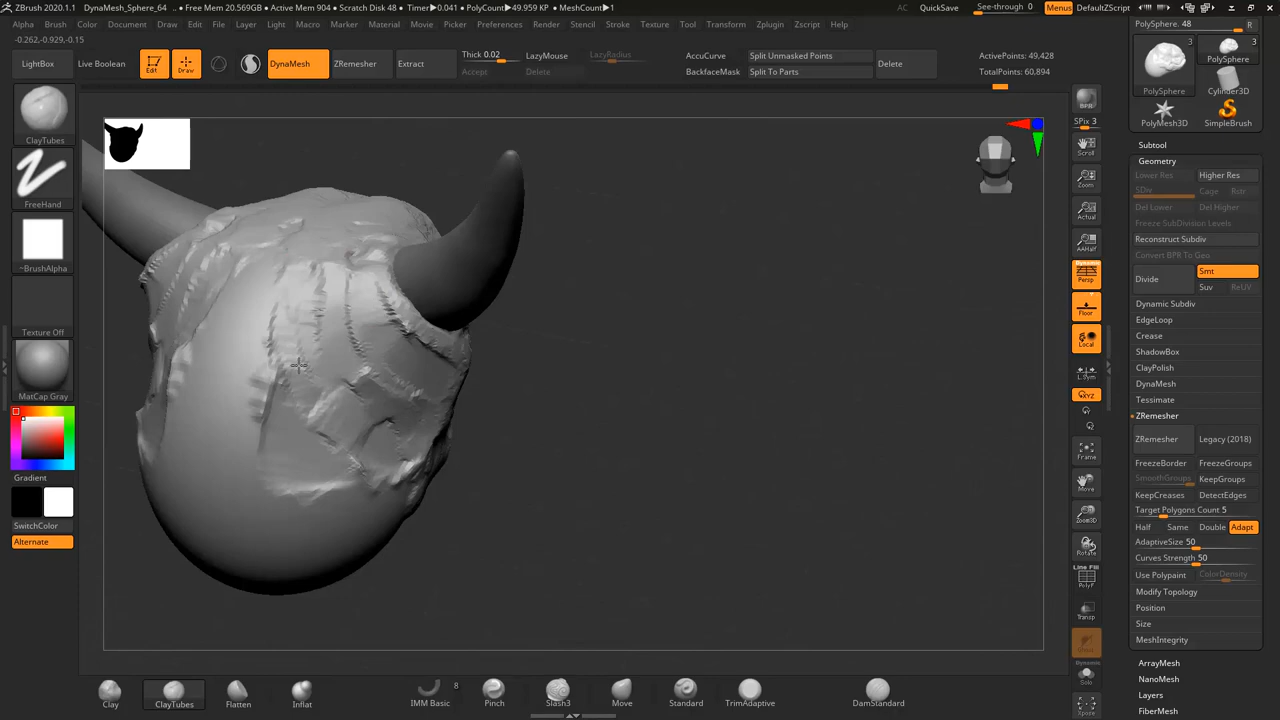 ZBrush 2020.1.1 DynaMesh_Sphere_64 .. • Free Mem 20.569GB • Active Mem 904 • Scratch Disk 48 • Timer▶0.041 • PolyCount▶49.959 KP • MeshCount▶1 AC QuickSave See-through 0 Menus DefaultZScript
Alpha Brush Color Document Draw Edit File Layer Light Macro Marker Material Movie Picker Preferences Render Stencil Stroke Texture Tool Transform Zplugin Zscript Help
-0.262,-0.929,-0.15
LightBox Live Boolean Edit Draw DynaMesh ZRemesher Extract
Thick 0.02 LazyMouse LazyRadius
Accept Delete
AccuCurve Split Unmasked Points
BackfaceMask Split To Parts
Delete
ActivePoints: 49,428
TotalPoints: 60,894
ClayTubes
FreeHand
~BrushAlpha
Texture Off
MatCap Gray
Gradient
SwitchColor
Alternate
BPR
SPix 3
Scroll
Zoom
Actual
AAHalf
Dynamic
Persp
Floor
Local
L.Sym
XYZ
Frame
Move
Zoom3D
Rotate
Line Fill
PolyF
Transp
Dynamic
Solo
Xpose
PolySphere. 48 R
3 3
PolySphere PolySphere
Cylinder3D
PolyMesh3D SimpleBrush
Subtool
Geometry
Lower Res Higher Res
SDiv Cage Rstr
Del Lower Del Higher
Freeze SubDivision Levels
Reconstruct Subdiv
Convert BPR To Geo
Divide Smt
Suv ReUV
Dynamic Subdiv
EdgeLoop
Crease
ShadowBox
ClayPolish
DynaMesh
Tessimate
ZRemesher
ZRemesher Legacy (2018)
FreezeBorder FreezeGroups
SmoothGroups KeepGroups
KeepCreases DetectEdges
Target Polygons Count 5
Half Same Double Adapt
AdaptiveSize 50
Curves Strength 50
Use Polypaint ColorDensity
Modify Topology
Position
Size
MeshIntegrity
ArrayMesh
NanoMesh
Layers
FiberMesh
8
Clay ClayTubes Flatten Inflat IMM Basic Pinch Slash3 Move Standard TrimAdaptive DamStandard